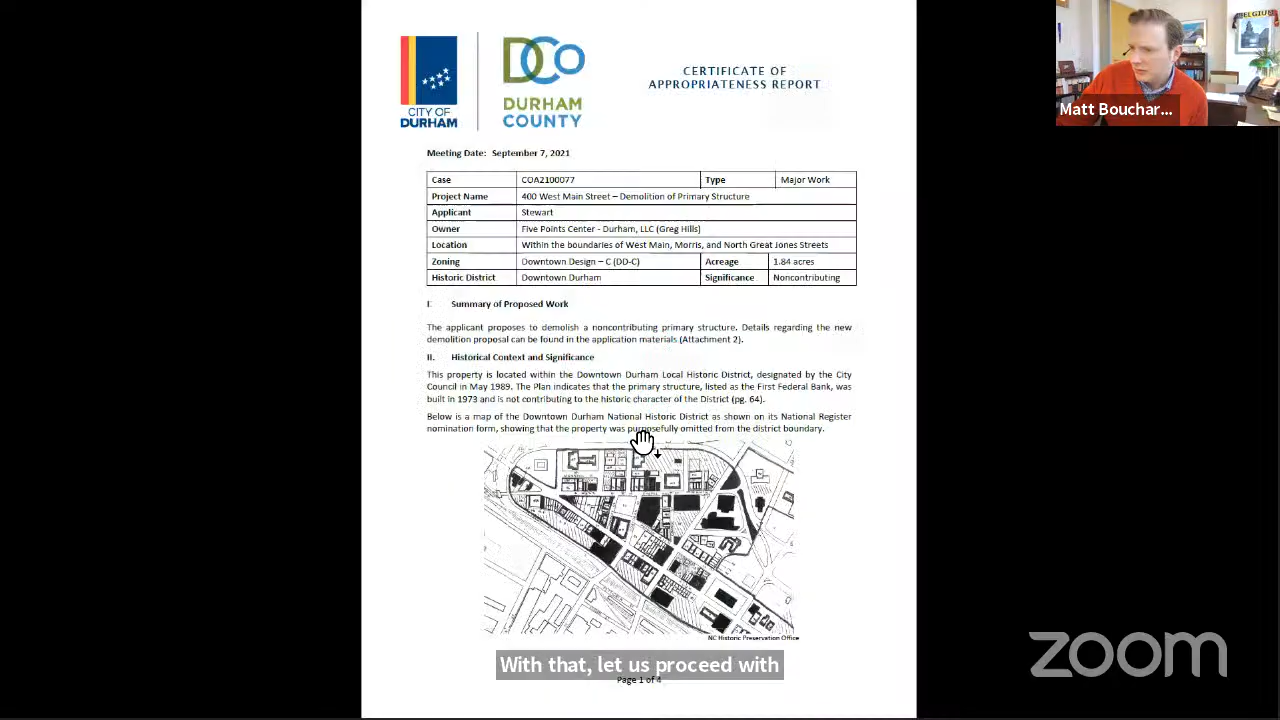 CITY OF
DURHAM
DCO
DURHAM
COUNTY
CERTIFICATE OF
APPROPRIATENESS REPORT
BELGIUM
Matt Bouchar...
Meeting Date: September 7, 2021
Case COA2100077 Type Major Work
Project Name 400 West Main Street – Demolition of Primary Structure
Applicant Stewart
Owner Five Points Center - Durham, LLC (Greg Hills)
Location Within the boundaries of West Main, Morris, and North Great Jones Streets
Zoning Downtown Design – C (DD-C) Acreage 1.84 acres
Historic District Downtown Durham Significance Noncontributing
I. Summary of Proposed Work
The applicant proposes to demolish a noncontributing primary structure. Details regarding the new
demolition proposal can be found in the application materials (Attachment 2).
II. Historical Context and Significance
This property is located within the Downtown Durham Local Historic District, designated by the City
Council in May 1989. The Plan indicates that the primary structure, listed as the First Federal Bank, was
built in 1973 and is not contributing to the historic character of the District (pg. 64).
Below is a map of the Downtown Durham National Historic District as shown on its National Register
nomination form, showing that the property was purposefully omitted from the district boundary.
NC Historic Preservation Office
With that, let us proceed with
Page 1 of 4
zoom